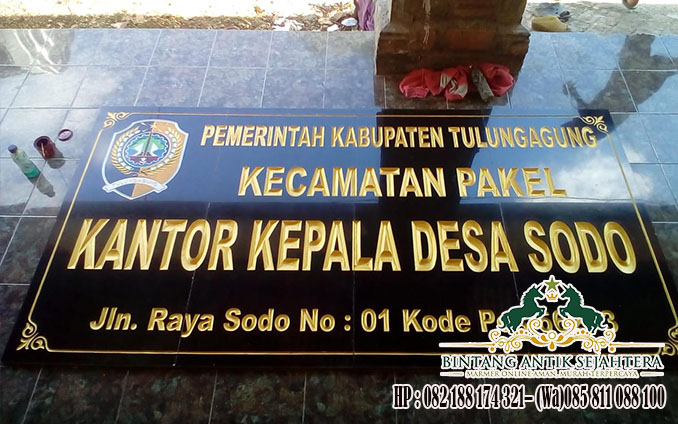 PEMERINTAH KABUPATEN TULUNGAGUNG
KECAMATAN PAKEL
KANTOR KEPALA DESA SODO
Jln. Raya Sodo No : 01 Kode
BINTANG ANTIK SEJAHTERA
MARMER ONLINE AMAN, MURAH TERPERCAYA
HP : 082 188 174 321 - (Wa) 085 811 088 100